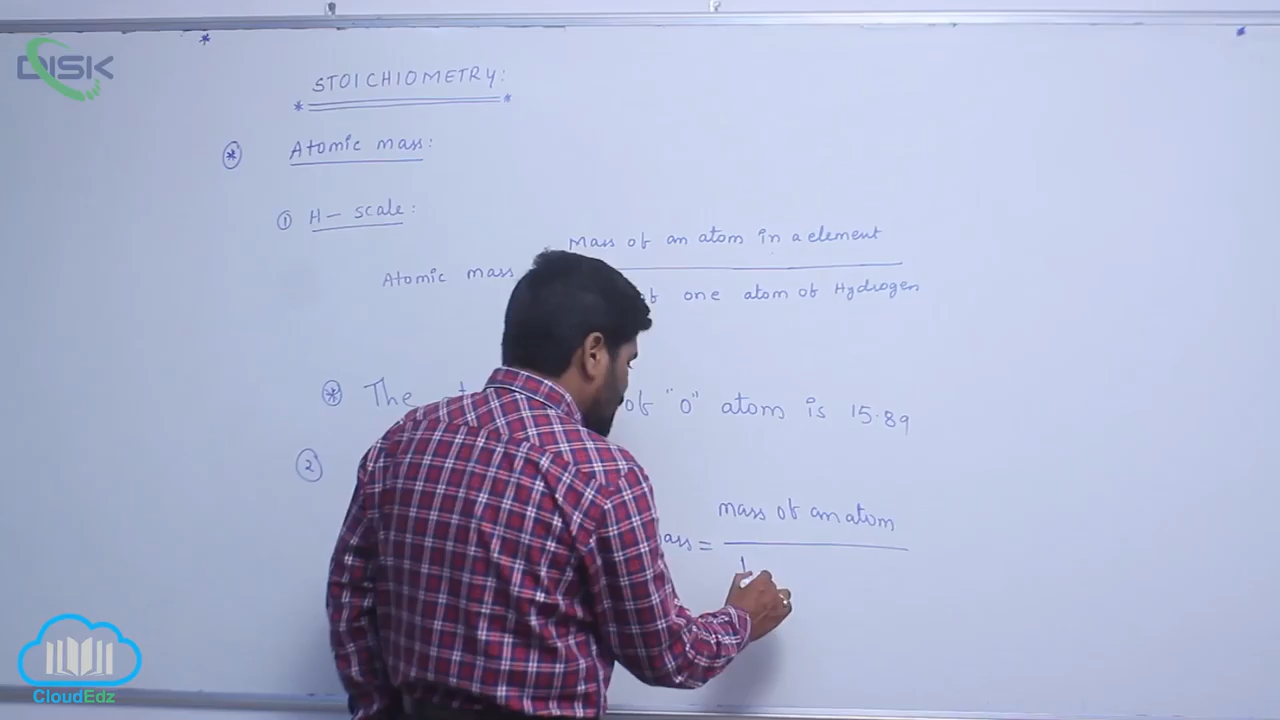 DISK
STOICHIOMETRY:
Atomic mass:
① H- scale:
Mass of an atom in a element
Atomic mass
of one atom of Hydrogen
The of "O" atom is 15.89
②
mass of an atom
ass =
1
CloudEdz